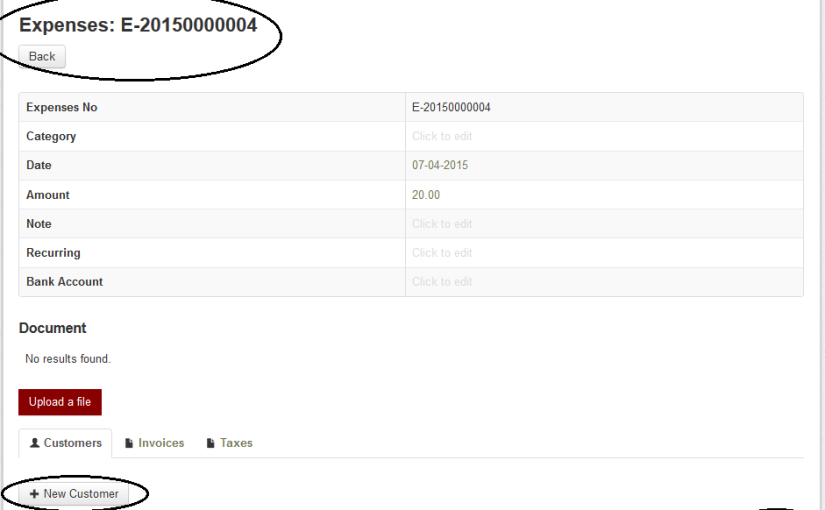 Expenses: E-20150000004
Back
Expenses No E-20150000004
Category Click to edit
Date 07-04-2015
Amount 20.00
Note Click to edit
Recurring Click to edit
Bank Account Click to edit
Document
No results found.
Upload a file
Customers Invoices Taxes
+ New Customer